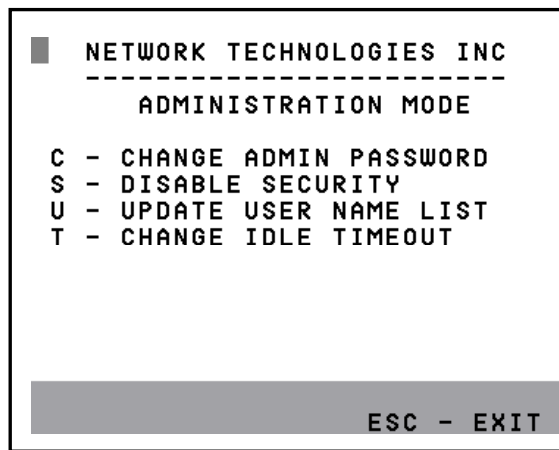 NETWORK TECHNOLOGIES INC
------------------------
ADMINISTRATION MODE
C - CHANGE ADMIN PASSWORD
S - DISABLE SECURITY
U - UPDATE USER NAME LIST
T - CHANGE IDLE TIMEOUT
ESC - EXIT